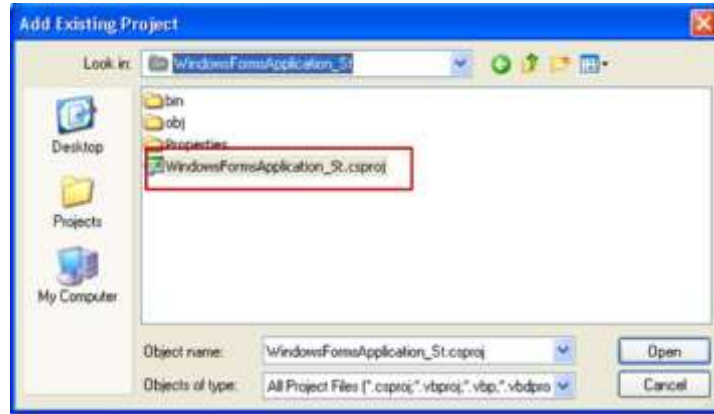 Add Existing Project
Look in: WindowsFormsApplication_St
Desktop
Projects
My Computer
bin
obj
Properties
WindowsFormsApplication_St.csproj
Object name: WindowsFormsApplication_St.csproj Open
Objects of type: All Project Files (*.csproj;*.vbproj;*.vbp;*.vbdpro Cancel